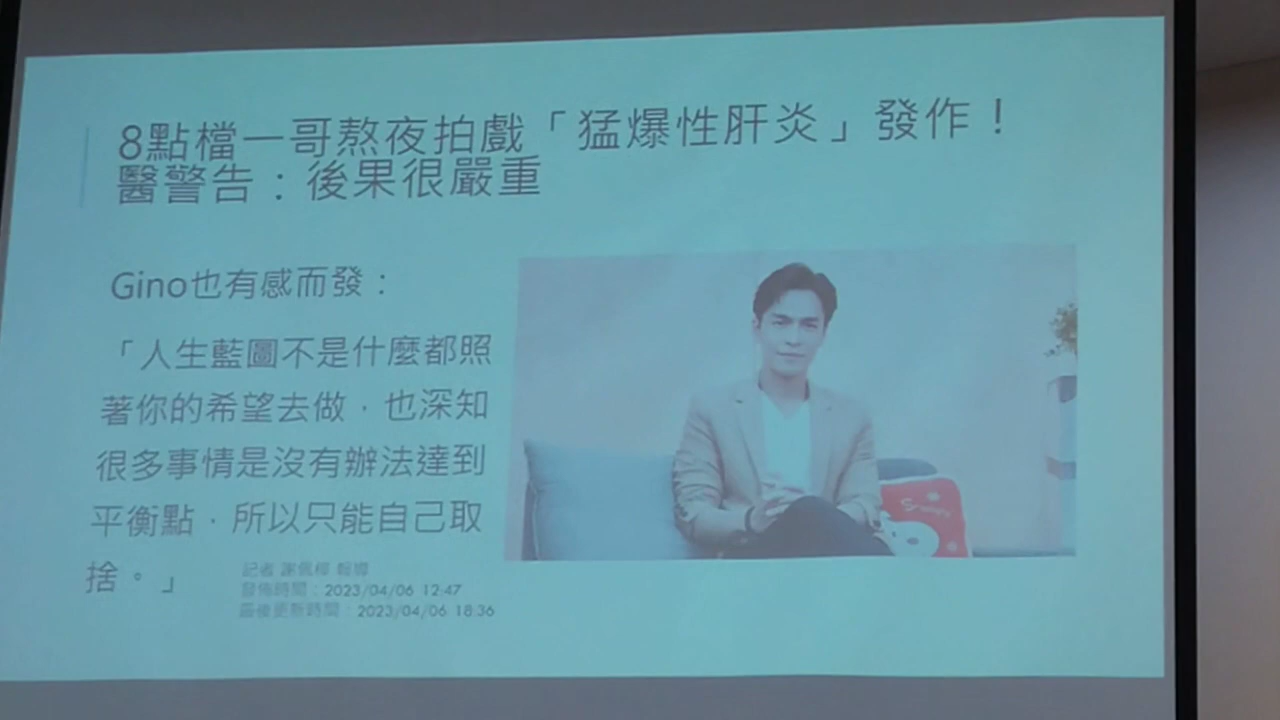 8點檔一哥熬夜拍戲「猛爆性肝炎」發作！
醫警告：後果很嚴重
Gino也有感而發：
「人生藍圖不是什麼都照
著你的希望去做，也深知
很多事情是沒有辦法達到
平衡點，所以只能自己取
捨。」
記者 謝佩樺 報導
發佈時間：2023/04/06 12:47
最後更新時間：2023/04/06 18:36